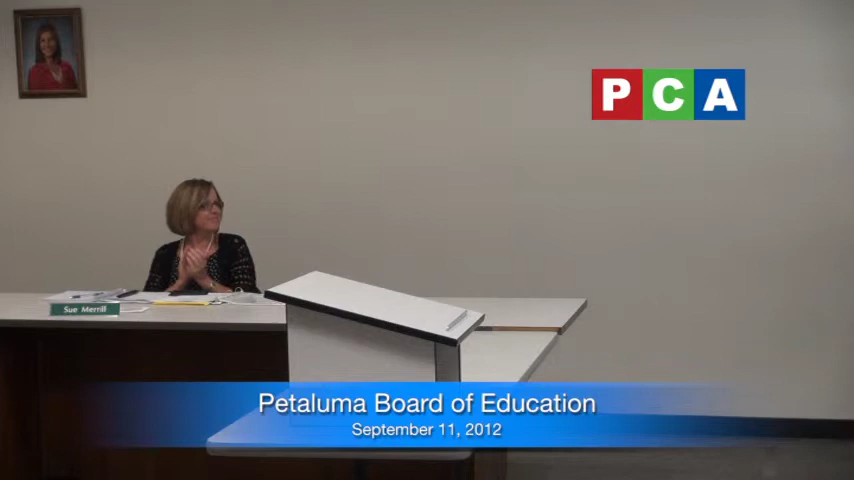 PCA
Sue Merrill
Petaluma Board of Education
September 11, 2012